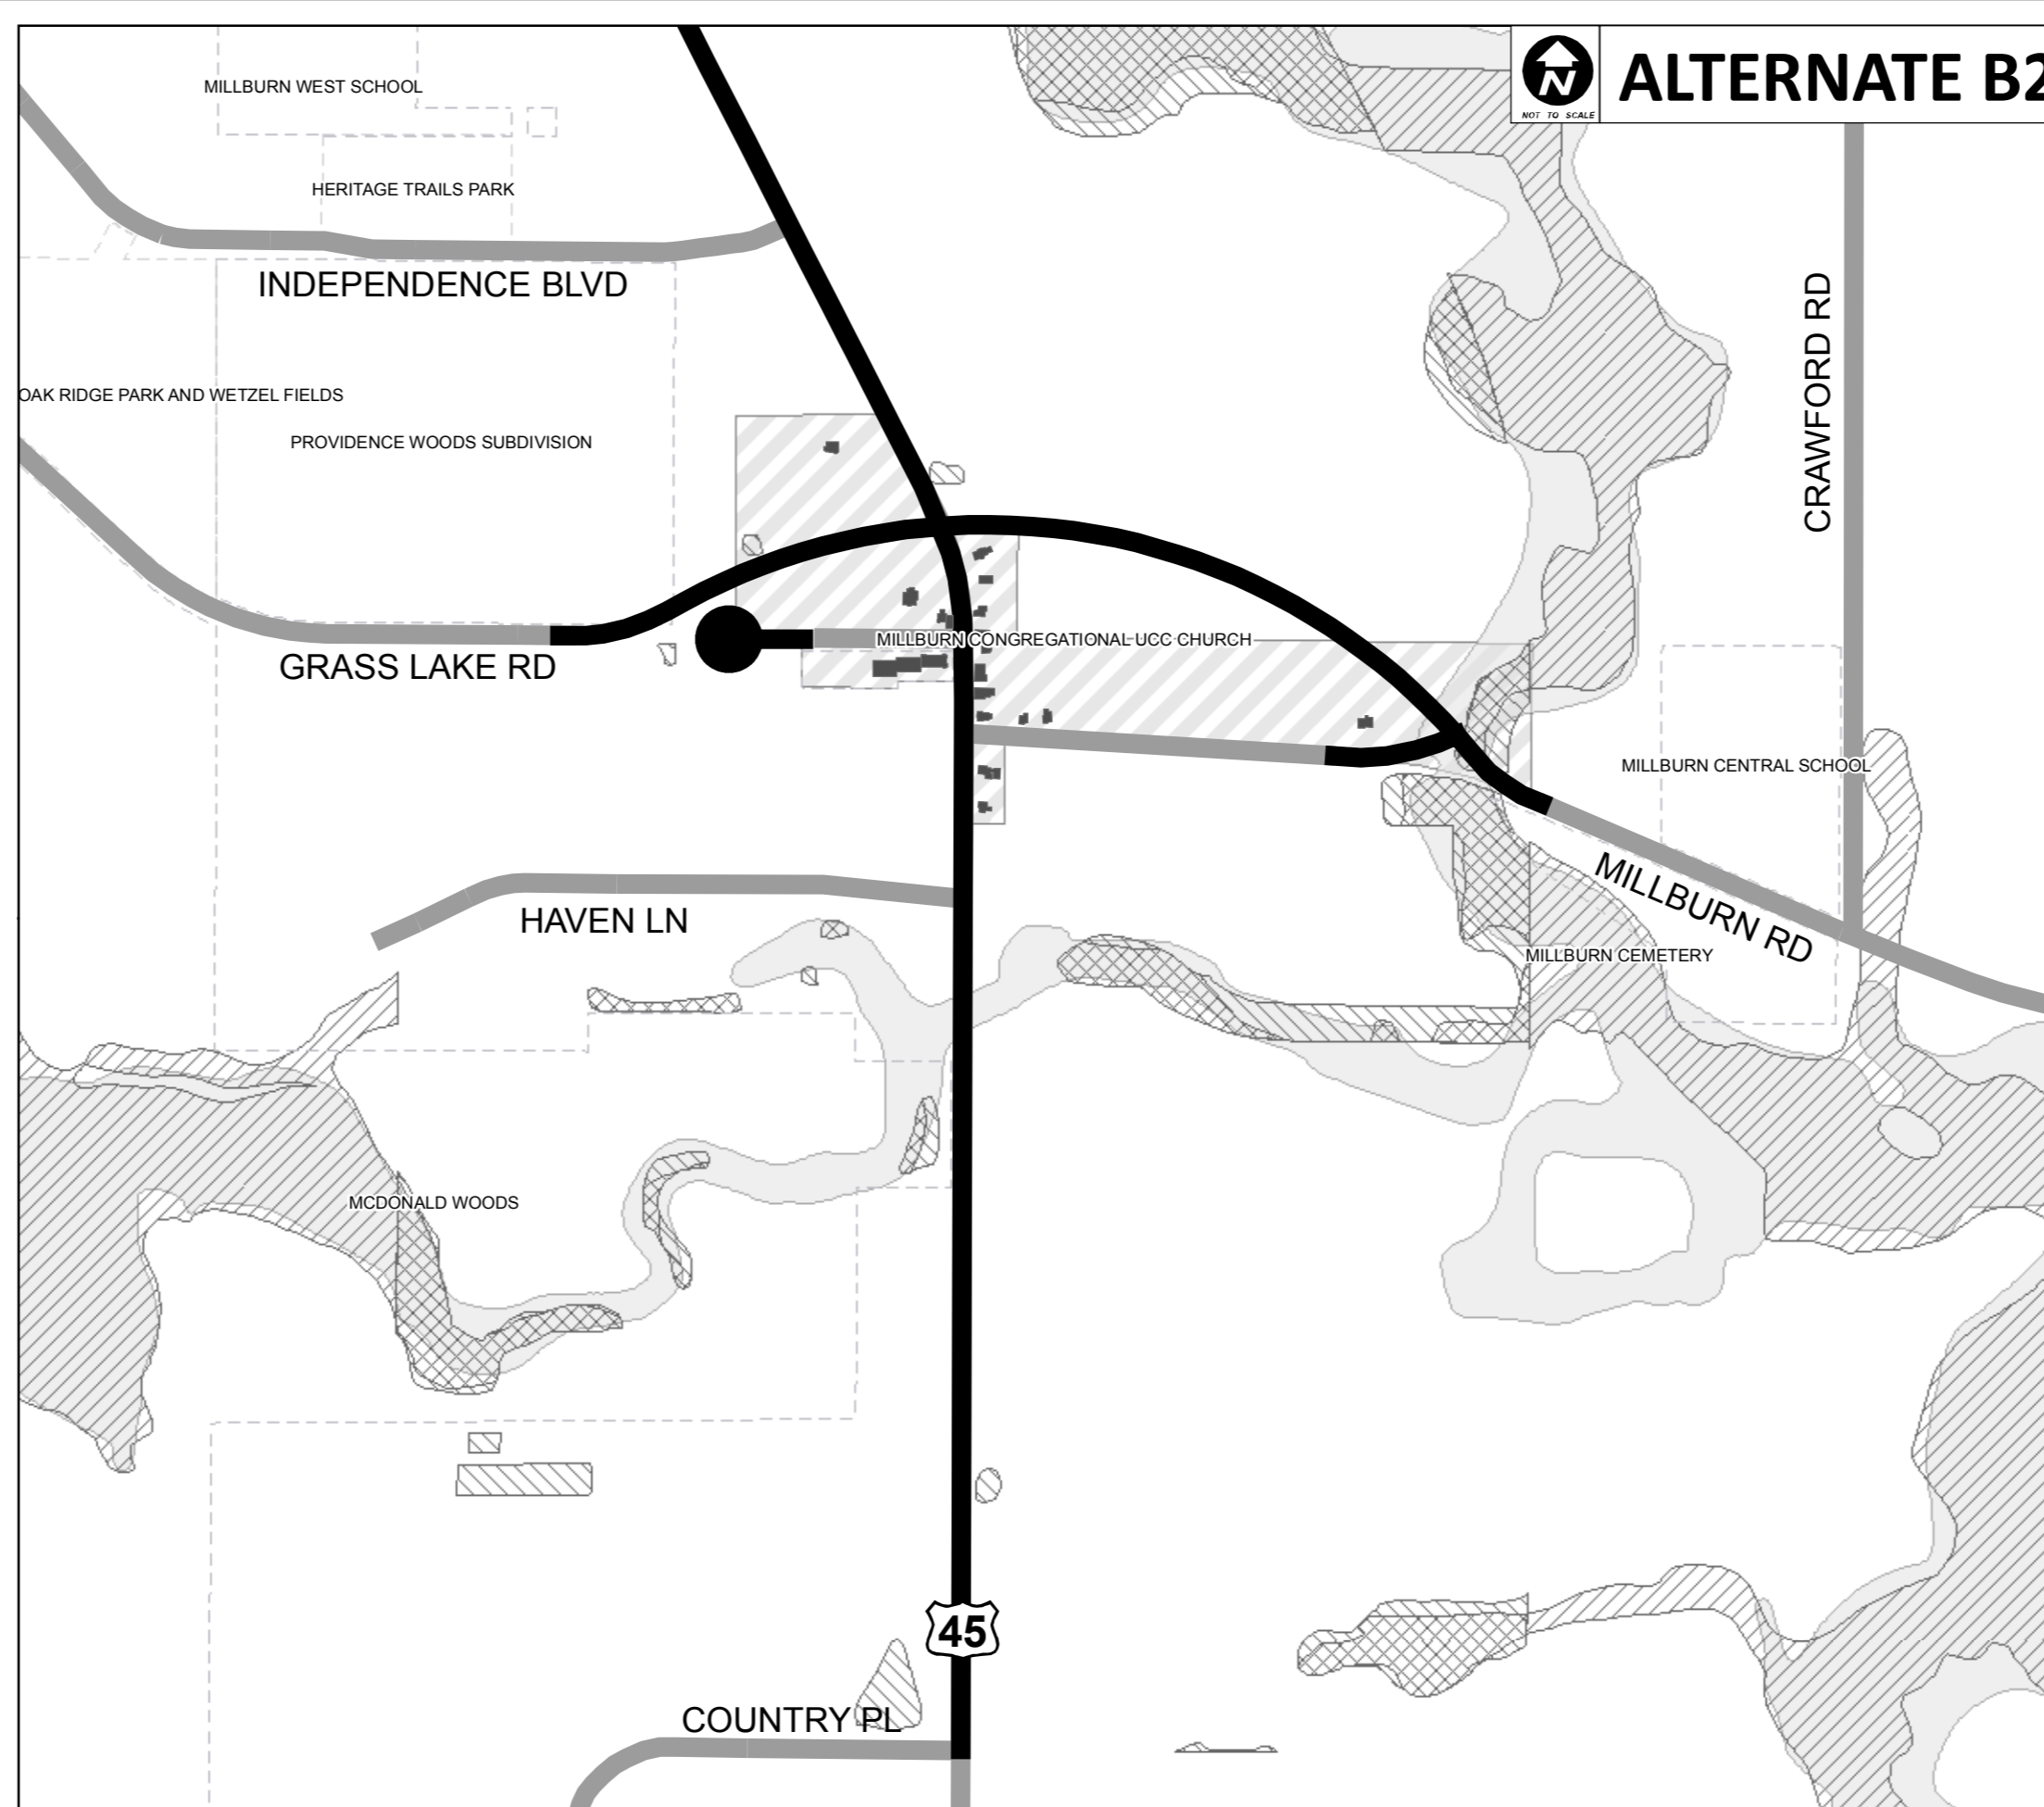 ALTERNATE B2
N
NOT TO SCALE
MILLBURN WEST SCHOOL
HERITAGE TRAILS PARK
INDEPENDENCE BLVD
CRAWFORD RD
OAK RIDGE PARK AND WETZEL FIELDS
PROVIDENCE WOODS SUBDIVISION
MILLBURN CONGREGATIONAL UCC CHURCH
GRASS LAKE RD
MILLBURN CENTRAL SCHOOL
MILLBURN RD
HAVEN LN
MILLBURN CEMETERY
MCDONALD WOODS
45
COUNTRY PL